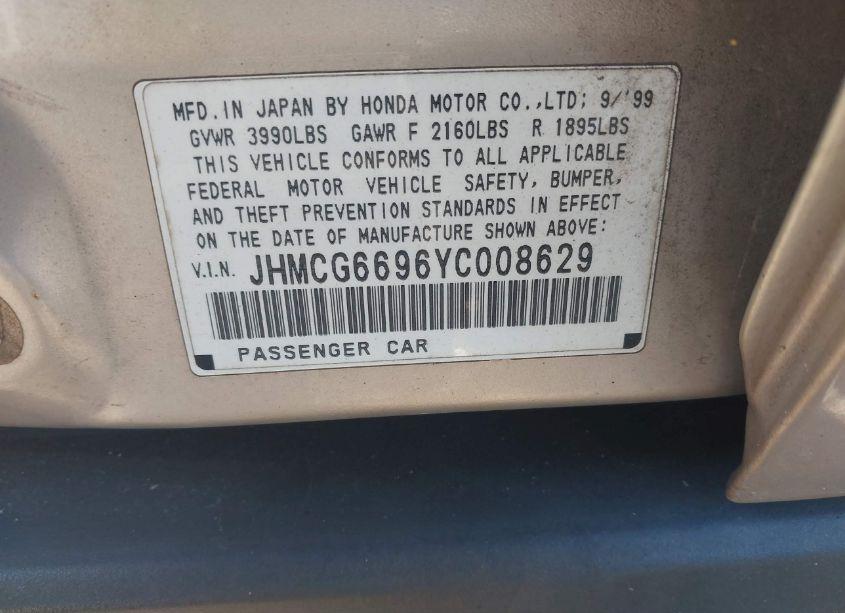 MFD. IN JAPAN BY HONDA MOTOR CO.,LTD; 9/'99
GVWR 3990LBS GAWR F 2160LBS R 1895LBS
THIS VEHICLE CONFORMS TO ALL APPLICABLE
FEDERAL MOTOR VEHICLE SAFETY, BUMPER,
AND THEFT PREVENTION STANDARDS IN EFFECT
ON THE DATE OF MANUFACTURE SHOWN ABOVE:
V.I.N. JHMCG6696YC008629
PASSENGER CAR